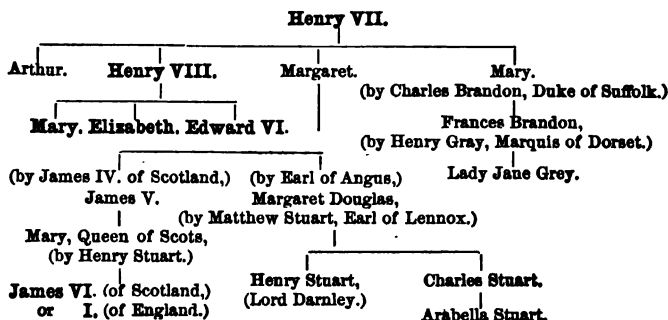 Henry VII.
Arthur. Henry VIII. Margaret. Mary.
(by Charles Brandon, Duke of Suffolk.)
Mary. Elizabeth. Edward VI. Frances Brandon,
(by Henry Gray, Marquis of Dorset.)
(by James IV. of Scotland,) (by Earl of Angus,) Lady Jane Grey.
James V. Margaret Douglas,
(by Matthew Stuart, Earl of Lennox.)
Mary, Queen of Scots,
(by Henry Stuart.)
Henry Stuart, Charles Stuart.
James VI. (of Scotland,) (Lord Darnley.)
or I. (of England.) Arabella Stuart.